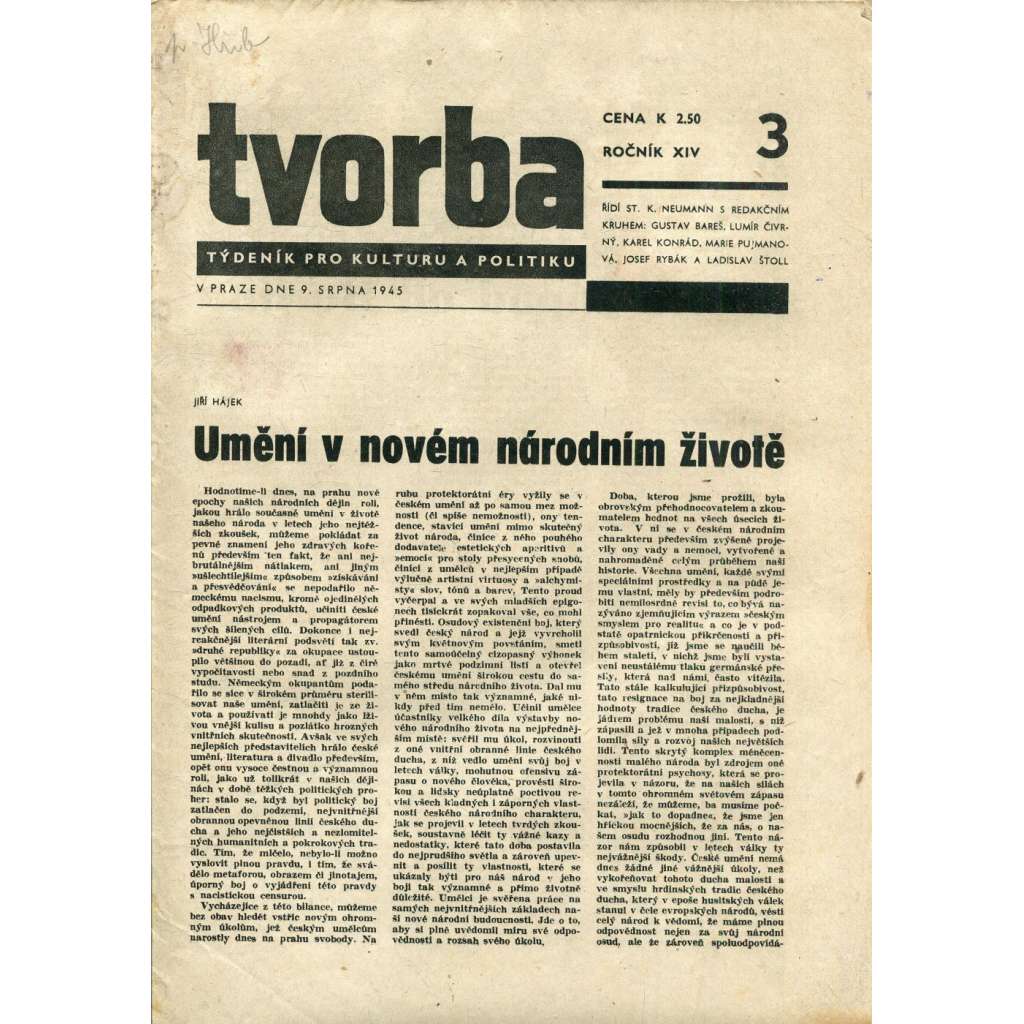 tvorba
TÝDENÍK PRO KULTURU A POLITIKU
V PRAZE DNE 9. SRPNA 1945
CENA K 2.50
ROČNÍK XIV
3
ŘÍDÍ ST. K. NEUMANN S REDAKČNÍM
KRUHEM: GUSTAV BAREŠ, LUMÍR ČIVR-
NÝ, KAREL KONRÁD, MARIE PUJMANO-
VÁ, JOSEF RYBÁK A LADISLAV ŠTOLL
JIŘÍ HÁJEK
Umění v novém národním životě
Hodnotíme-li dnes, na prahu nové
epochy našich národních dějin roli,
jakou hrálo současné umění v životě
našeho národa v letech jeho nejtěž-
ších zkoušek, můžeme pokládat za
pevné znamení jeho zdravých koře-
nů především ten fakt, že ani nej-
brutálnějším nátlakem, ani jiným
»ušlechtilejším« způsobem »získávání
a přesvědčování« se nepodařilo ně-
meckému nacismu, kromě ojedinělých
odpadkových produktů, učiniti české
umění nástrojem a propagátorem
svých šílených cílů. Dokonce i nej-
reakčnější literární podsvětí tak zv.
»druhé republiky« za okupace ustou-
pilo většinou do pozadí, ať již z čiré
vypočítavosti nebo snad z pozdního
studu. Německým okupantům poda-
řilo se sice v širokém průměru sterili-
sovat naše umění, zatlačiti je ze ži-
vota a používati je mnohdy jako lži-
vou vnější kulisu a pozlátko hrozných
vnitřních skutečností. Avšak ve svých
nejlepších představitelích hrálo české
umění, literatura a divadlo především,
opět onu vysoce čestnou a významnou
roli, jako už tolikrát v našich ději-
nách v době těžkých politických pro-
her: stalo se, když byl politický boj
zatlačen do podzemí, nejvnitřnější
obrannou opevněnou linií českého du-
cha a jeho nejčistších a nezlomitel-
ných humanitních a pokrokových tra-
dic. Tím, že mlčelo, nebylo-li možno
vyslovit plnou pravdu, i tím, že svá-
dělo metaforou, obrazem či jinotajem,
úporný boj o vyjádření této pravdy
s nacistickou censurou.
Vycházejíce z této bilance, můžeme
bez obav hledět vstříc novým ohrom-
ným úkolům, jež českým umělcům
narostly dnes na prahu svobody. Na
rubu protektorátní éry vyžily se v
českém umění až po samou mez mož-
nosti (či spíše nemožnosti), ony ten-
dence, stavící umění mimo skutečný
život národa, činíce z něho pouhého
dodavatele estetických aperitivů a
»emocí« pro stoly přesycených snobů,
činící z umělců v nejlepším případě
výlučně artistní virtuosy a »alchymi-
sty« slov, tónů a barev. Tento proud
vyčerpal a ve svých mladších epigo-
nech tisíckrát zopakoval vše, co mohl
přinésti. Osudový existenční boj, který
svedl český národ a jejž vyvrcholil
svým květnovým povstáním, smetl
tento samoúčelný cizopasný výhonek
jako mrtvé podzimní listí a otevřel
českému umění širokou cestu do sa-
mého středu národního života. Dal mu
v něm místo tak významné, jaké ni-
kdy před tím nemělo. Učinil umělce
účastníky velkého díla výstavby no-
vého národního života na nejpředněj-
ším místě: svěřil mu úkol, rozvinouti
z oné vnitřní obranné linie českého
ducha, z níž vedlo umění svůj boj v
letech války, mohutnou ofensivu zá-
pasu o nového člověka, provésti širo-
kou a lidsky neúplatně poctivou re-
visi všech kladných i záporných vlast-
ností českého národního charakteru,
jak se projevil v letech tvrdých zkou-
šek, soustavně léčit ty vážné kazy a
nedostatky, které tato doba postavila
do nejprudšího světla a zároveň upev-
nit a posílit ty vlastnosti, které se
ukázaly býti pro náš národ v jeho
boji tak významné a přímo životně
důležité. Umělci je svěřena práce na
samých nejvnitřnějších základech na-
ší nové národní budoucnosti. Jde o to,
aby si plně uvědomil míru své odpo-
vědnosti a rozsah svého úkolu.
Doba, kterou jsme prožili, byla
obrovským přehodnocovatelem a zkou-
matelem hodnot na všech úsecích ži-
vota. V ní se v českém národním
charakteru především zvýšeně proje-
vily ony vady a nemoci, vytvořené a
nahromaděné celým průběhem naší
historie. Všechna umění, každé svými
speciálními prostředky a na půdě je-
mu vlastní, měly by především podro-
biti nemilosrdné revisi to, co bývá na-
zýváno zjemňujícím výrazem »českým
smyslem pro realitu« a co je v pod-
statě opatrnickou přikrčeností a při-
způsobivostí, jíž jsme se naučili bě-
hem staletí, v nichž jsme byli vysta-
veni neustálému tlaku germánské pře-
síly, která nad námi, často vítězila.
Tato stále kalkulující přizpůsobivost,
tato resignace na boj za nejkladnější
hodnoty tradice českého ducha, je
jádrem problému naší malosti, s níž
zápasili a jež v mnoha případech pod-
lomila síly a rozvoj našich největších
lidí. Tento skrytý komplex méněcen-
nosti malého národa byl zdrojem oné
protektorátní psychosy, která se pro-
jevila v názoru, že na našich silách
v tomto ohromném světovém zápasu
nezáleží, že můžeme, ba musíme poč-
kat, »jak to dopadne«, že jsme jen
hříčkou mocnějších, že za nás, o na-
šem osudu rozhodnou jiní. Tento ná-
zor nám způsobil v letech války ty
nejvážnější škody. České umění nemá
dnes žádné jiné vážnější úkoly, než
vykořeňovat tohoto ducha malosti a
ve smyslu hrdinských tradic českého
ducha, který v epoše husitských válek
stanul v čele evropských národů, vésti
celý národ k vědomí, že máme plnou
odpovědnost nejen za svůj národní
osud, ale že zároveň spoluodpovídá-